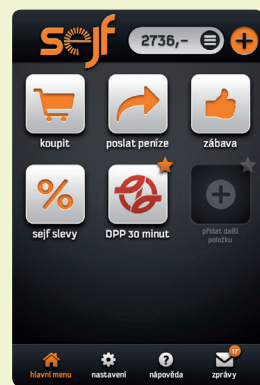 sejf
2736,-
koupit
poslat peníze
zábava
sejf slevy
DPP 30 minut
přidat další
položku
hlavní menu
nastavení
nápověda
zprávy
17